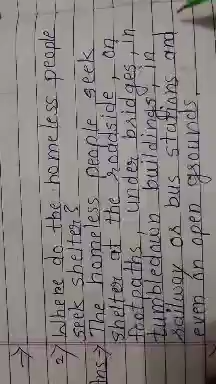 2) Where do the homeless people
seek shelter?
Ans→ The homeless people seek
shelter at the roadside, on
footpaths, under bridges, in
tumbledown buildings, in
railway or bus stations and
even on open grounds.